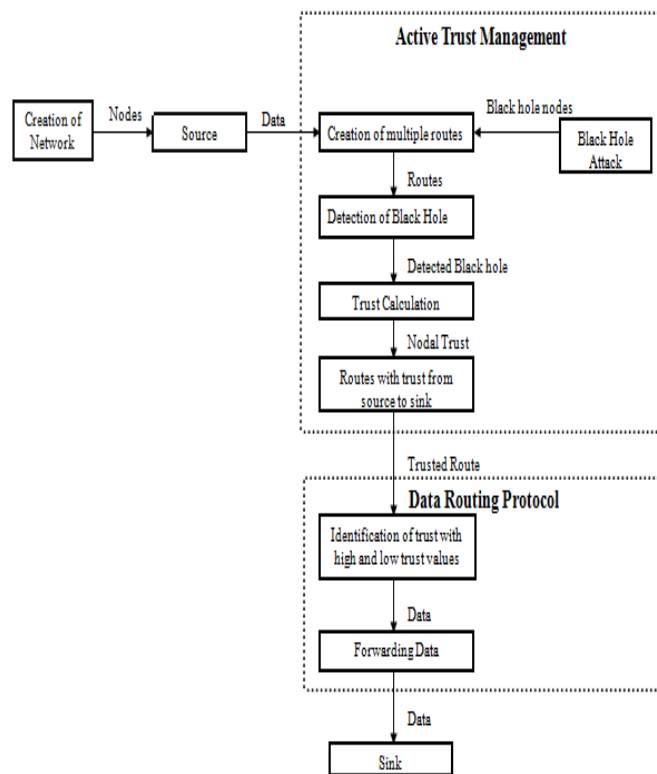 Active Trust Management
Creation of
Network
Nodes
Source
Data
Creation of multiple routes
Black hole nodes
Black Hole
Attack
Routes
Detection of Black Hole
Detected Black hole
Trust Calculation
Nodal Trust
Routes with trust from
source to sink
Trusted Route
Data Routing Protocol
Identification of trust with
high and low trust values
Data
Forwarding Data
Data
Sink